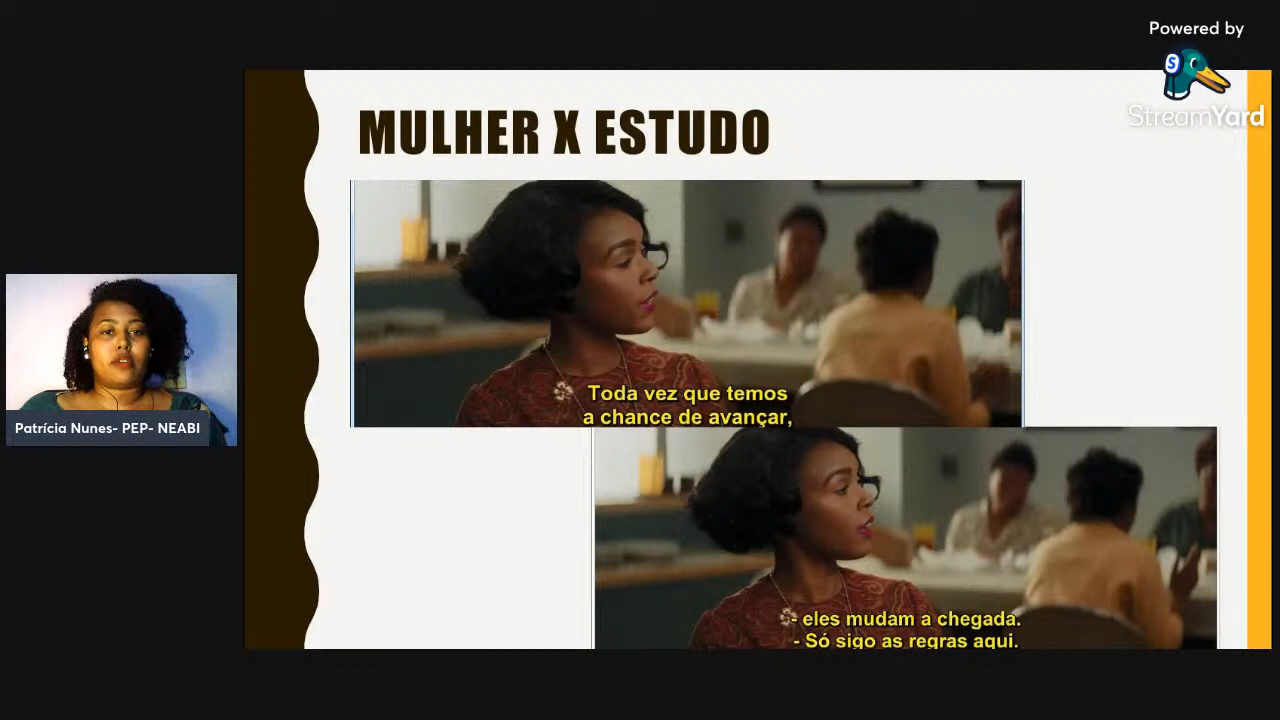 Powered by
S
StreamYard
MULHER X ESTUDO
Toda vez que temos
a chance de avançar,
Patrícia Nunes- PEP- NEABI
- eles mudam a chegada.
- Só sigo as regras aqui.